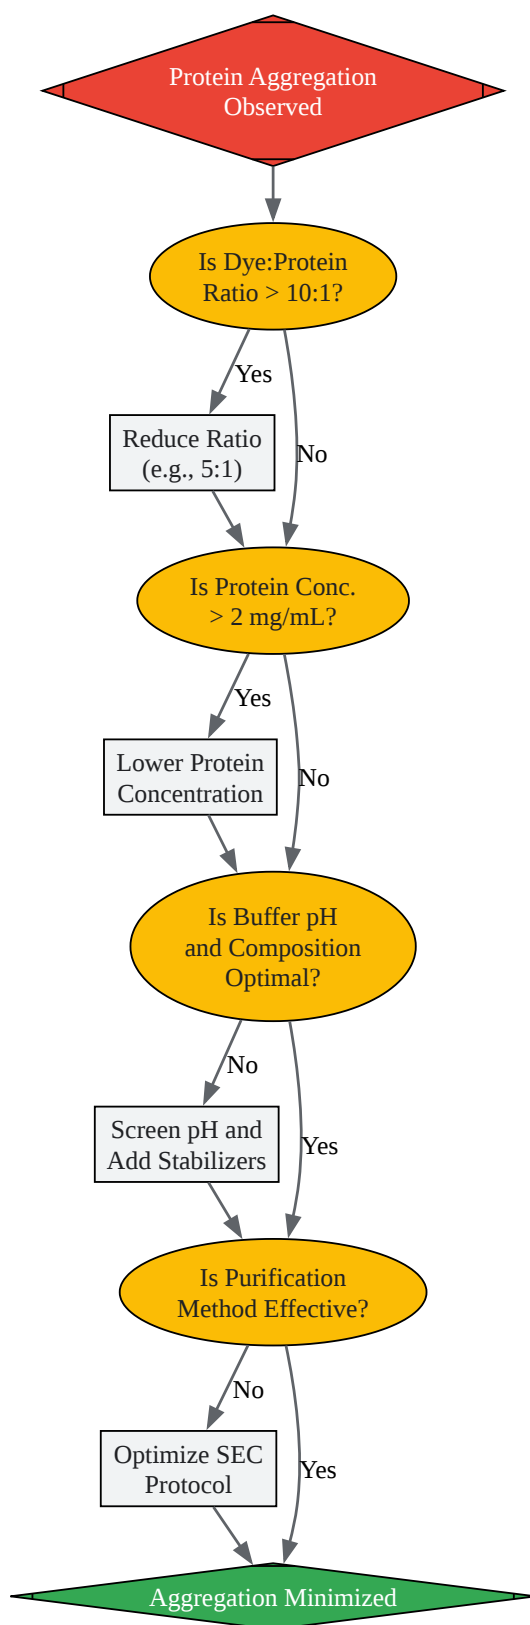 Protein Aggregation
Observed
Is Dye:Protein
Ratio > 10:1?
Yes
Reduce Ratio
(e.g., 5:1)
No
Is Protein Conc.
> 2 mg/mL?
Yes
Lower Protein
Concentration
No
Is Buffer pH
and Composition
Optimal?
No
Screen pH and
Add Stabilizers
Yes
Is Purification
Method Effective?
No
Optimize SEC
Protocol
Yes
Aggregation Minimized